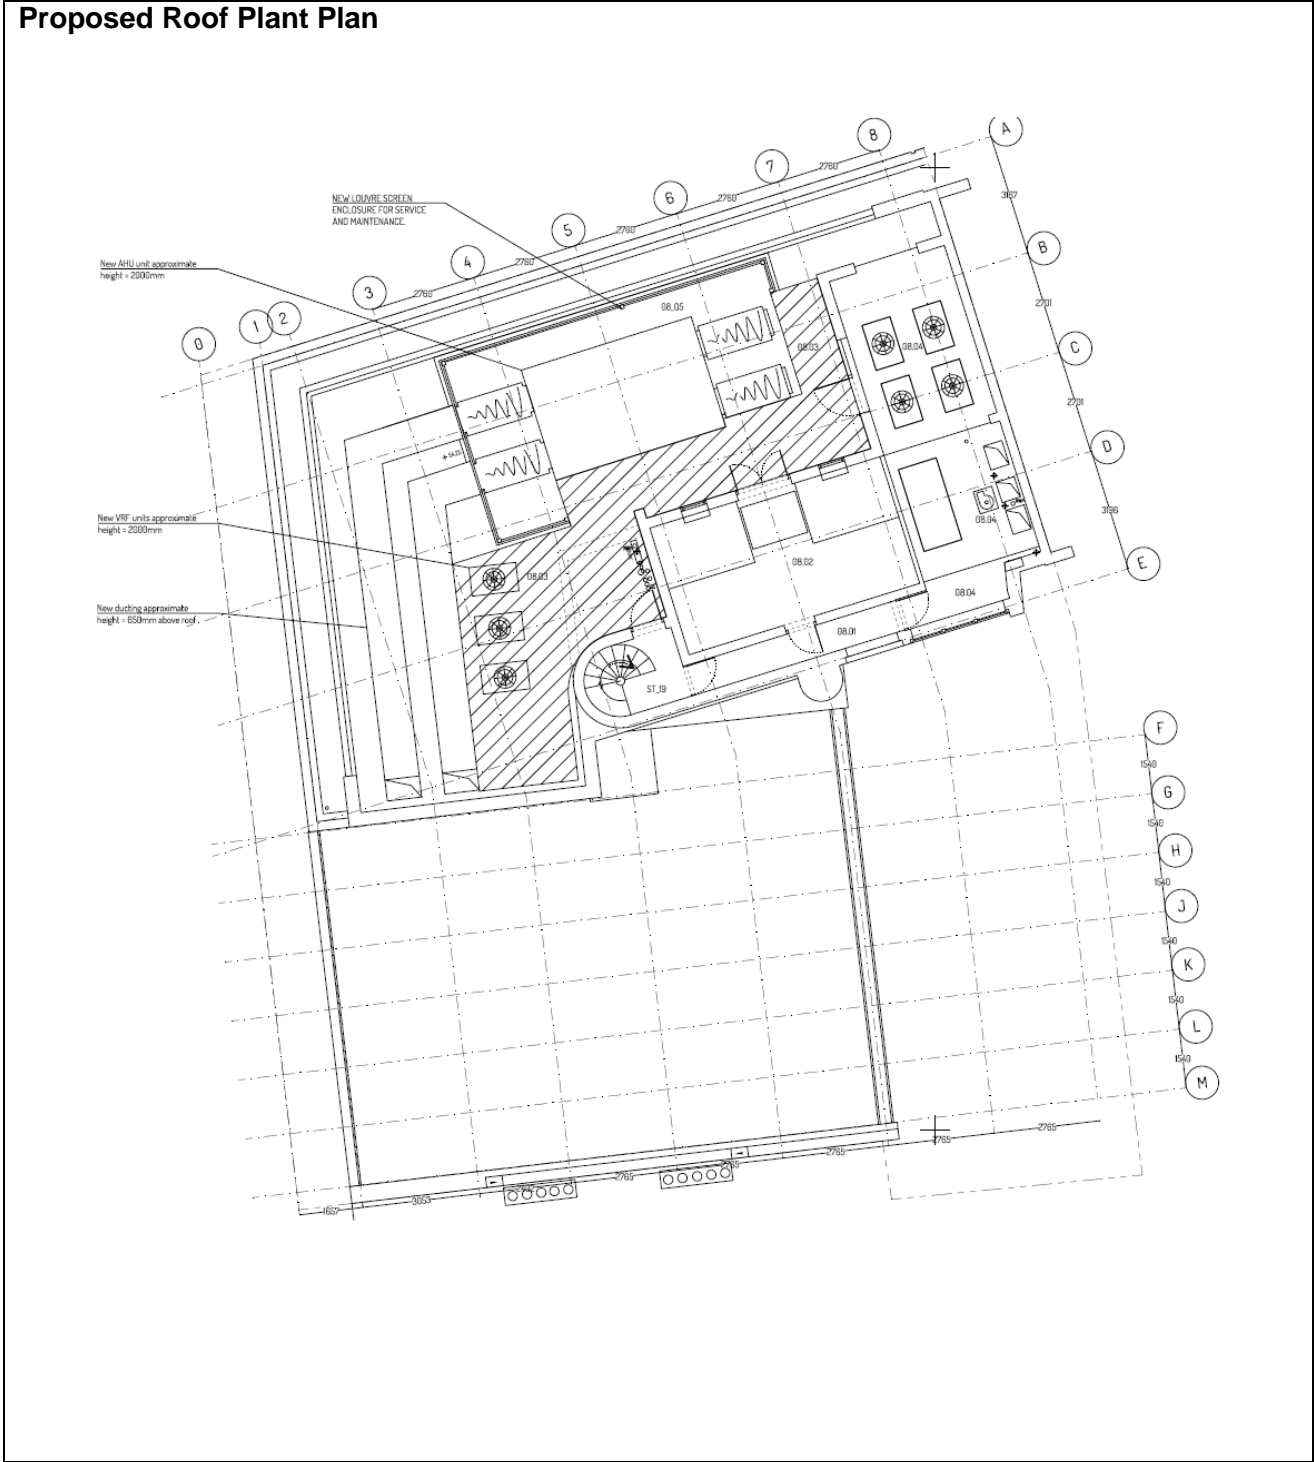 Proposed Roof Plant Plan
A
8
7
2760
6
2760
3167
NEW LOUVRE SCREEN
ENCLOSURE FOR SERVICE
AND MAINTENANCE.
5
2760
B
4
2760
New AHU unit approximate
height = 2000mm
3
2760
2701
08_05
1
2
0
08.03
08.04
C
2701
D
New VRF units approximate
height = 2000mm
3196
08.04
08.02
E
08.03
08.04
New ducting approximate
height = 650mm above roof.
08.01
ST_19
F
1540
G
1540
H
1540
J
1540
K
1540
L
1540
M
2765
2765
2765
2765
2765
3053
1657